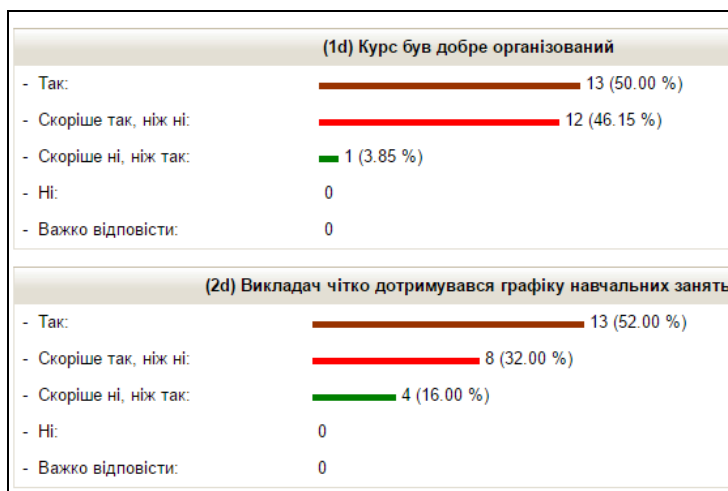 (1d) Курс був добре організований
- Так: 13 (50.00 %)
- Скоріше так, ніж ні: 12 (46.15 %)
- Скоріше ні, ніж так: 1 (3.85 %)
- Ні: 0
- Важко відповісти: 0
(2d) Викладач чітко дотримувався графіку навчальних занять
- Так: 13 (52.00 %)
- Скоріше так, ніж ні: 8 (32.00 %)
- Скоріше ні, ніж так: 4 (16.00 %)
- Ні: 0
- Важко відповісти: 0